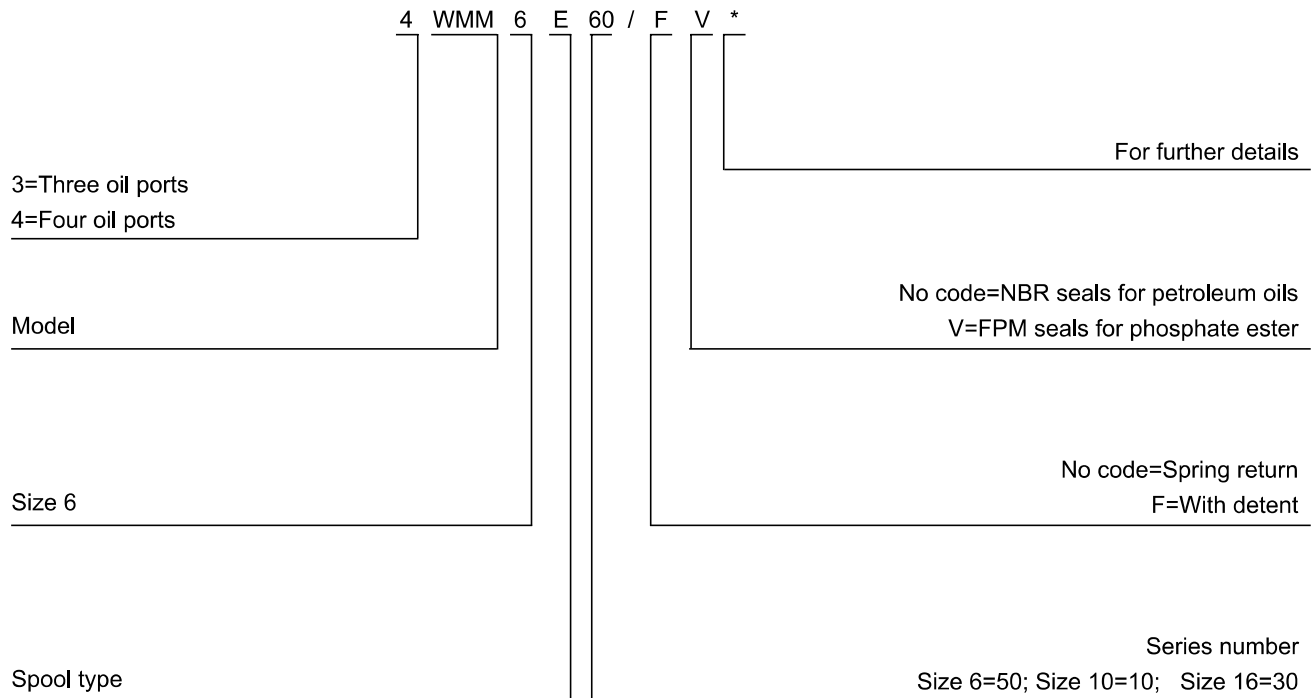 4 WMM 6 E 60 / F V *
For further details
3=Three oil ports
4=Four oil ports
No code=NBR seals for petroleum oils
V=FPM seals for phosphate ester
Model
No code=Spring return
F=With detent
Size 6
Series number
Size 6=50; Size 10=10; Size 16=30
Spool type